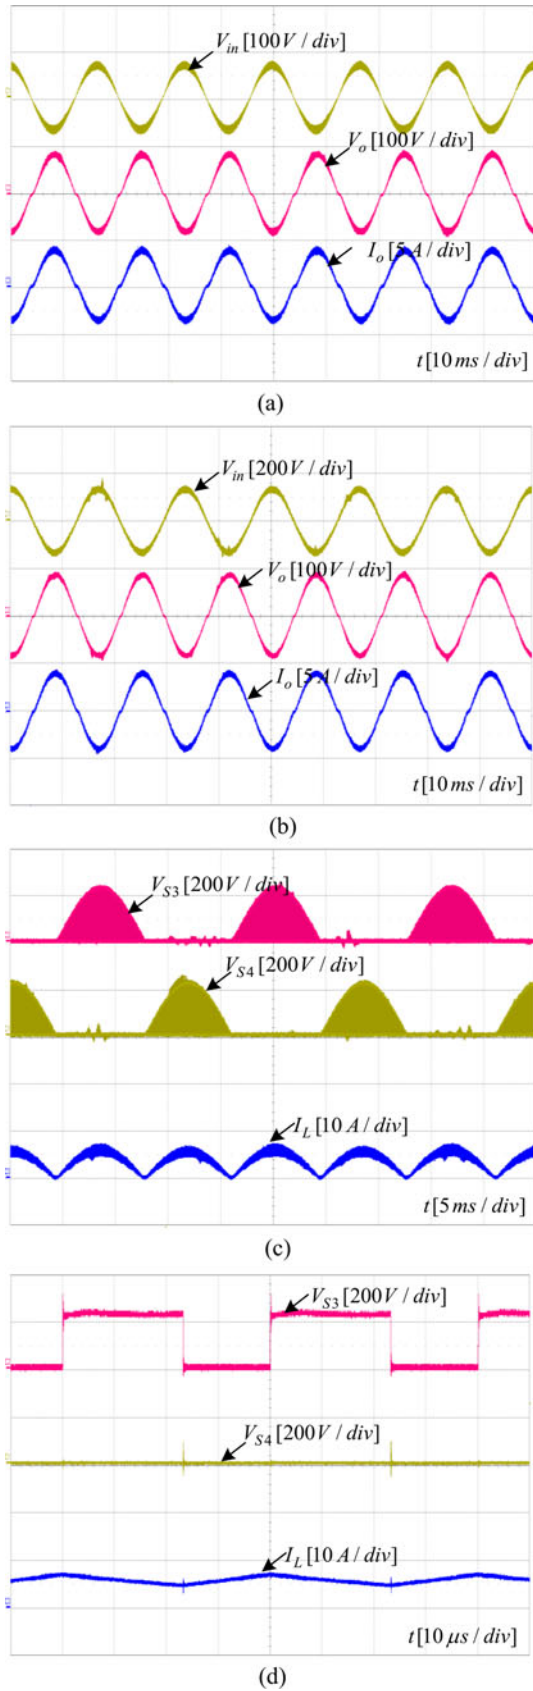 V_in [100V / div]
V_o [100V / div]
I_o [5 A / div]
t [10 ms / div]
(a)
V_in [200V / div]
V_o [100V / div]
I_o [5 A / div]
t [10 ms / div]
(b)
V_S3 [200V / div]
V_S4 [200V / div]
I_L [10 A / div]
t [5 ms / div]
(c)
V_S3 [200V / div]
V_S4 [200V / div]
I_L [10 A / div]
t [10 μs / div]
(d)